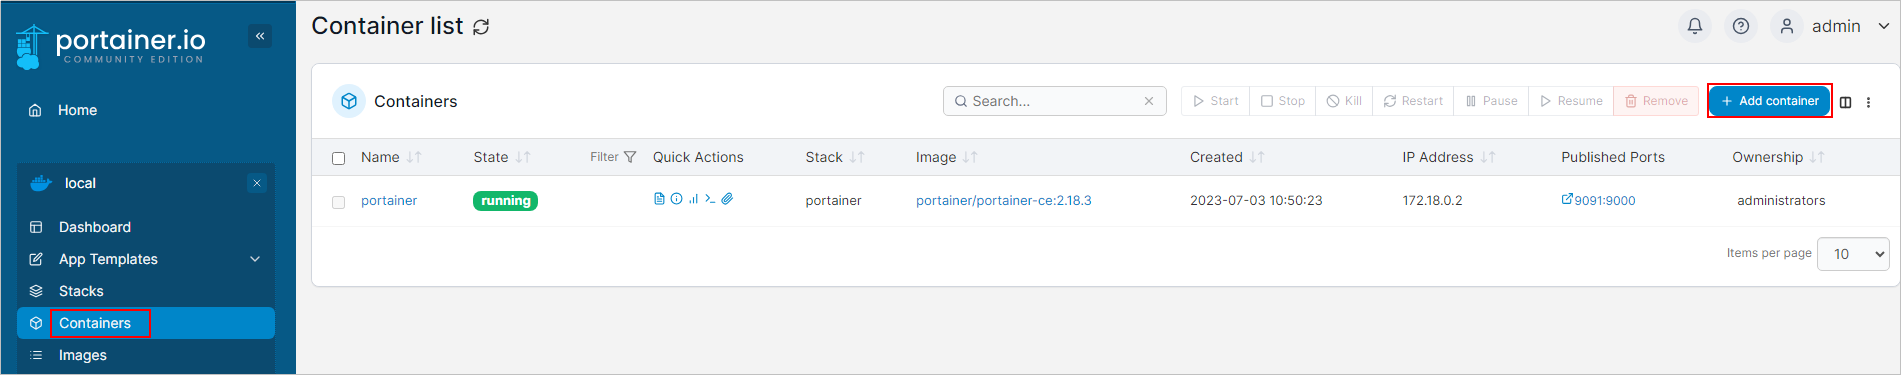 portainer.io
COMMUNITY EDITION
Home
local
Dashboard
App Templates
Stacks
Containers
Images
Container list
admin
Containers
Search...
Start Stop Kill Restart Pause Resume Remove
+ Add container
Name State Filter Quick Actions Stack Image Created IP Address Published Ports Ownership
portainer running portainer portainer/portainer-ce:2.18.3 2023-07-03 10:50:23 172.18.0.2 9091:9000 administrators
Items per page 10